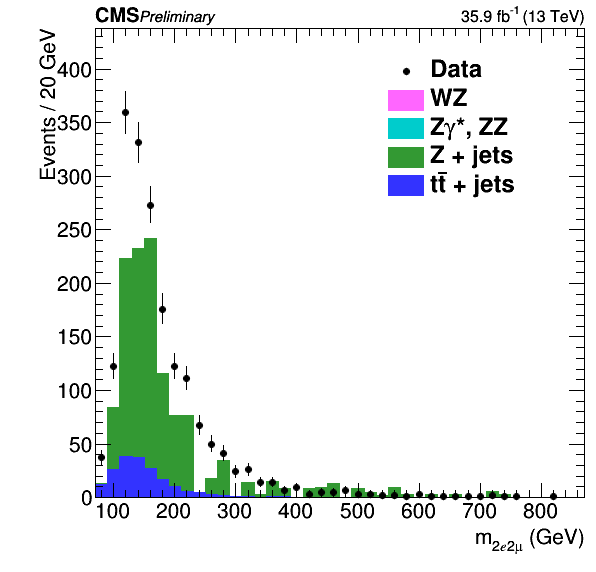 CMS Preliminary 35.9 fb⁻¹ (13 TeV)
Events / 20 GeV
400
350
300
250
200
150
100
50
0
Data
WZ
Zγ*, ZZ
Z + jets
tt̄ + jets
100 200 300 400 500 600 700 800
m₂ₑ₂μ (GeV)